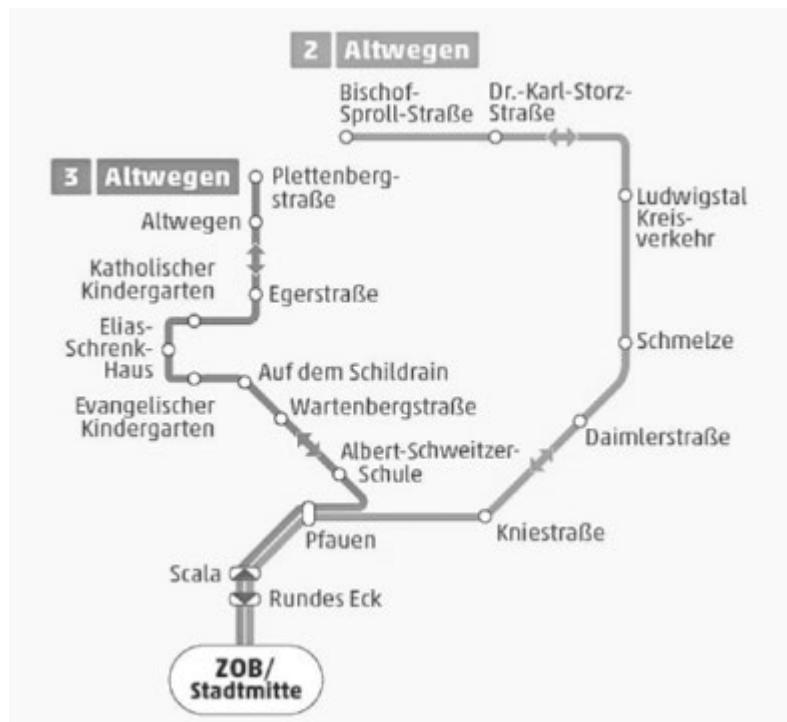 2 Altwegen
Bischof-
Sproll-Straße
Dr.-Karl-Storz-
Straße
3 Altwegen
Plettenberg-
straße
Ludwigstal
Kreis-
verkehr
Altwegen
Katholischer
Kindergarten
Egerstraße
Elias-
Schrenk-
Haus
Schmelze
Auf dem Schildrain
Evangelischer
Kindergarten
Wartenbergstraße
Daimlerstraße
Albert-Schweitzer-
Schule
Pfauen
Kniestraße
Scala
Rundes Eck
ZOB/
Stadtmitte